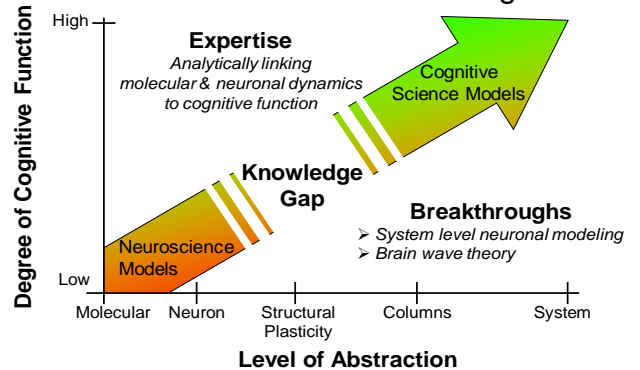 High
Expertise
Analytically linking
molecular & neuronal dynamics
to cognitive function
Cognitive
Science Models
Knowledge
Gap
Breakthroughs
➢ System level neuronal modeling
➢ Brain wave theory
Neuroscience
Models
Low
Degree of Cognitive Function
Molecular Neuron Structural Plasticity Columns System
Level of Abstraction